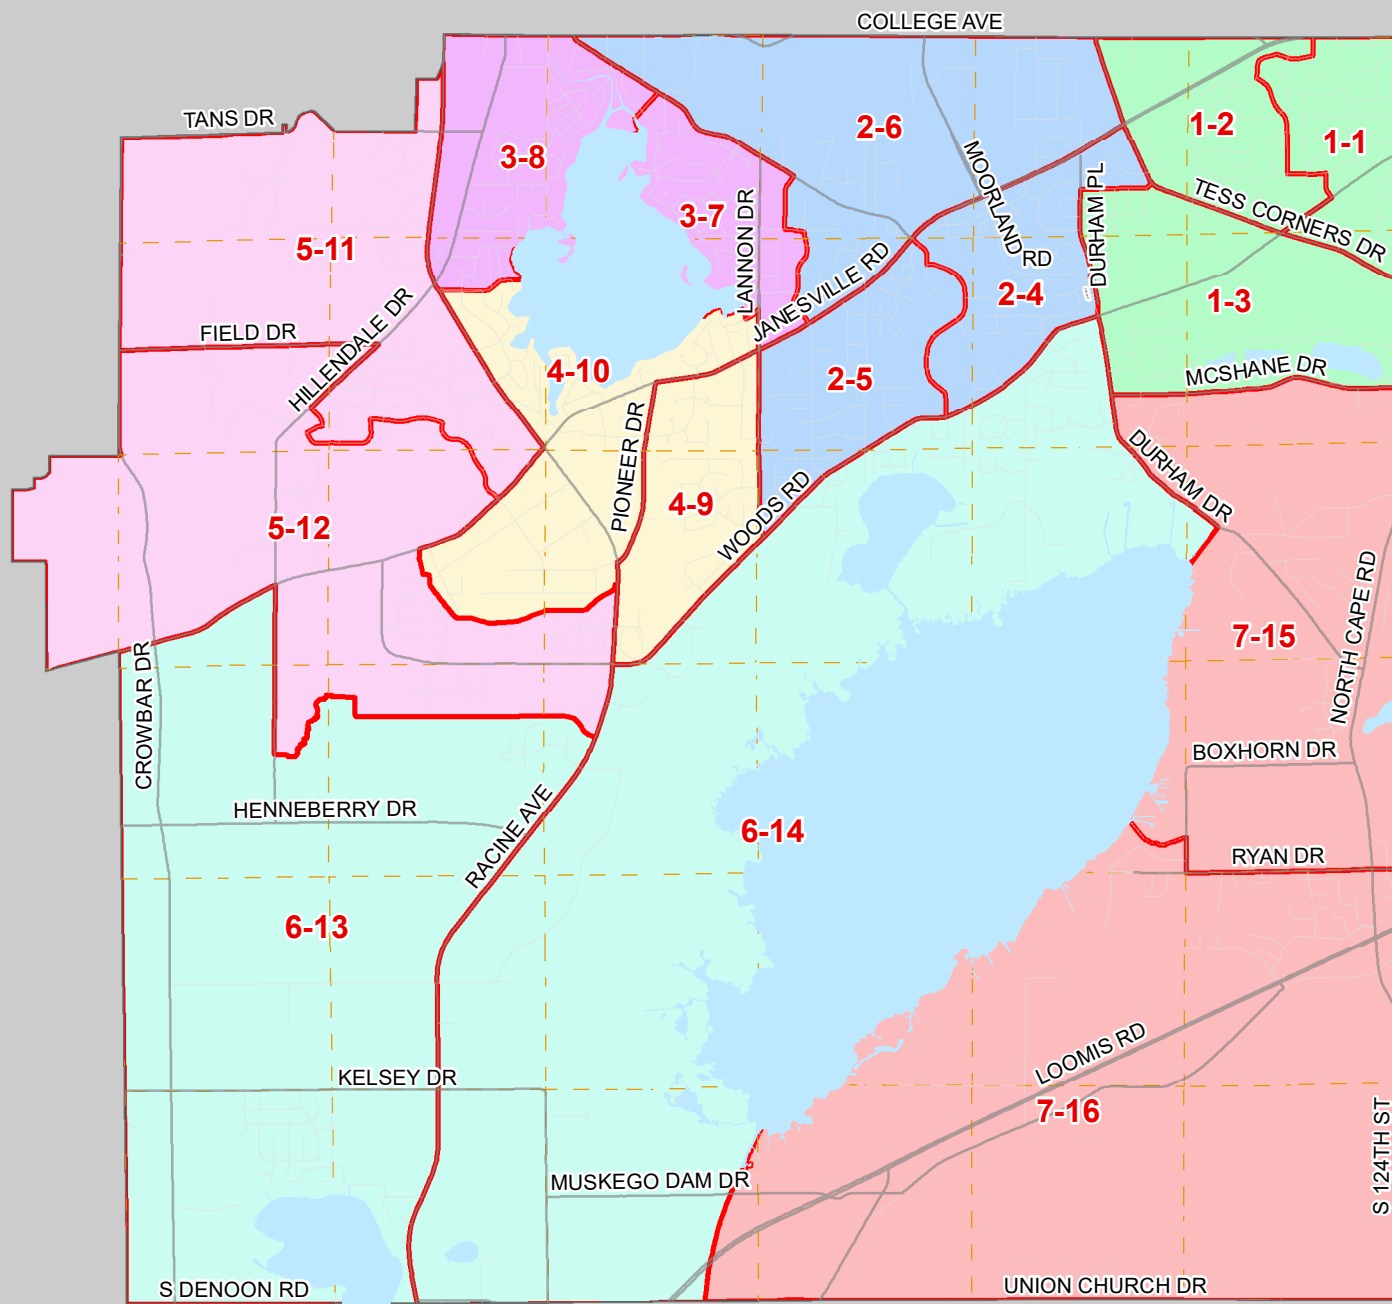 COLLEGE AVE
TANS DR
3-8
2-6
1-2
1-1
MOORLAND
RD
DURHAM PL
TESS CORNERS DR
3-7
LANNON DR
5-11
JANESVILLE RD
2-4
1-3
FIELD DR
HILLENDALE DR
4-10
2-5
MCSHANE DR
PIONEER DR
DURHAM DR
4-9
WOODS RD
5-12
NORTH CAPE RD
7-15
CROWBAR DR
BOXHORN DR
HENNEBERRY DR
RACINE AVE
6-14
RYAN DR
6-13
LOOMIS RD
KELSEY DR
7-16
S 124TH ST
MUSKEGO DAM DR
S DENOON RD
UNION CHURCH DR